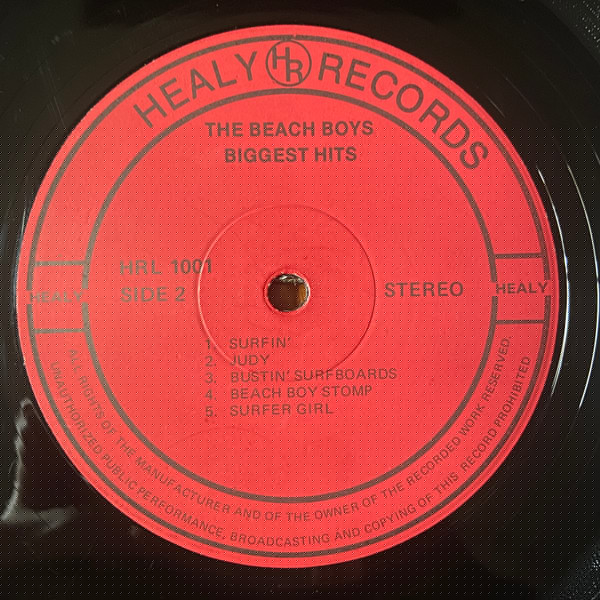 HEALY HR RECORDS
THE BEACH BOYS
BIGGEST HITS
HRL 1001
SIDE 2
STEREO
HEALY
HEALY
1. SURFIN'
2. JUDY
3. BUSTIN' SURFBOARDS
4. BEACH BOY STOMP
5. SURFER GIRL
ALL RIGHTS OF THE MANUFACTURER AND OF THE OWNER OF THE RECORDED WORK RESERVED.
UNAUTHORIZED PUBLIC PERFORMANCE, BROADCASTING AND COPYING OF THIS RECORD PROHIBITED